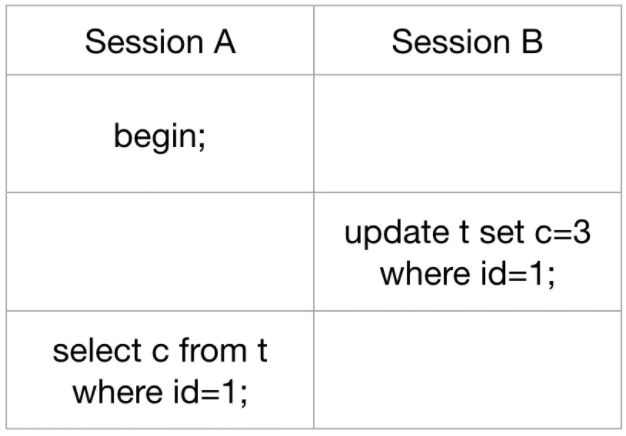 Session A
Session B
begin;
update t set c=3
where id=1;
select c from t
where id=1;